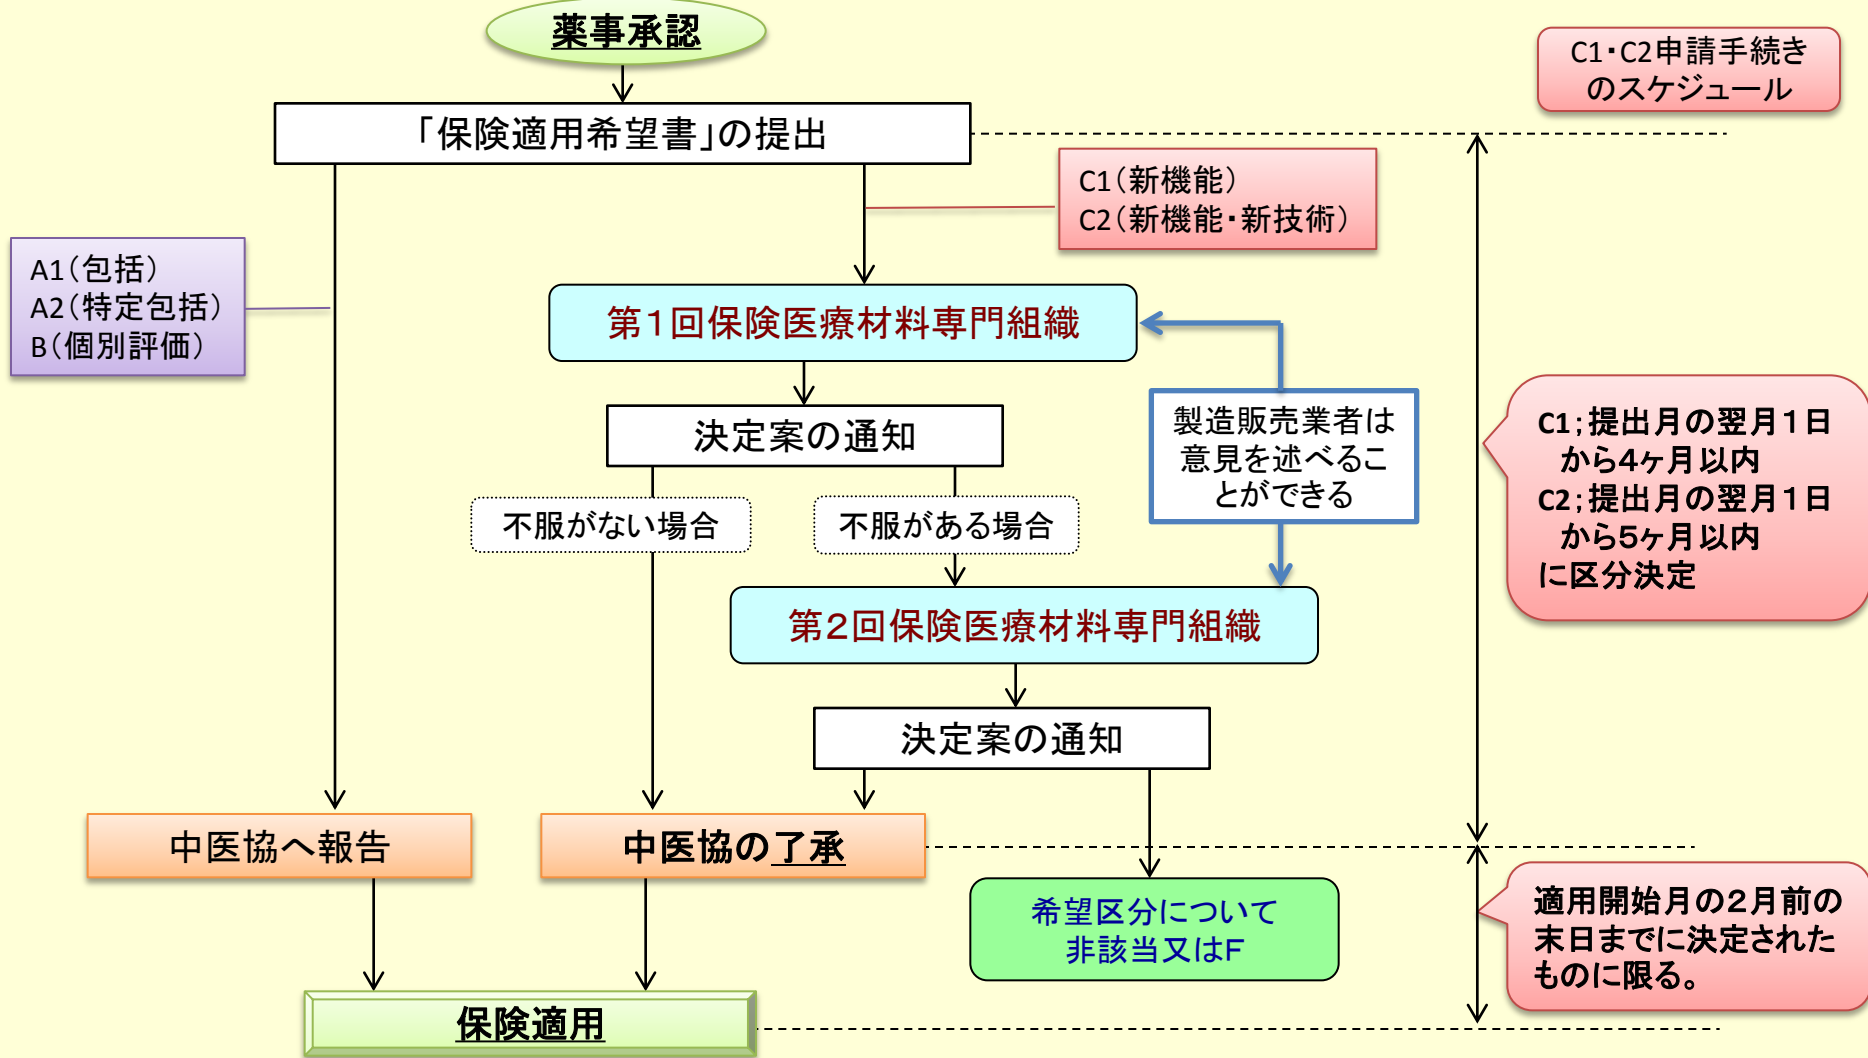 薬事承認
C1・C2申請手続き
のスケジュール
「保険適用希望書」の提出
C1（新機能）
C2（新機能・新技術）
A1（包括）
A2（特定包括）
B（個別評価）
第1回保険医療材料専門組織
決定案の通知
製造販売業者は
意見を述べるこ
とができる
C1；提出月の翌月1日
から4ヶ月以内
C2；提出月の翌月1日
から5ヶ月以内
に区分決定
不服がない場合
不服がある場合
第2回保険医療材料専門組織
決定案の通知
中医協へ報告
中医協の了承
希望区分について
非該当又はF
適用開始月の2月前の
末日までに決定された
ものに限る。
保険適用